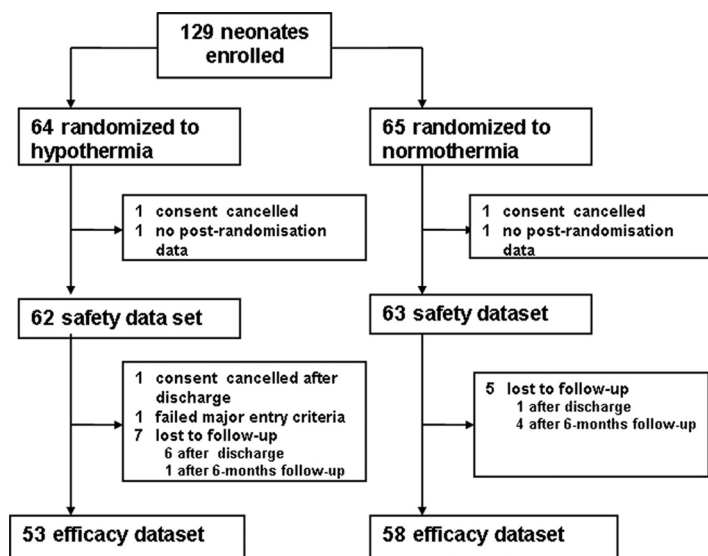 129 neonates
enrolled
64 randomized to
hypothermia
65 randomized to
normothermia
1 consent cancelled
1 no post-randomisation
data
1 consent cancelled
1 no post-randomisation
data
62 safety data set
63 safety dataset
1 consent cancelled after
discharge
1 failed major entry criteria
7 lost to follow-up
6 after discharge
1 after 6-months follow-up
5 lost to follow-up
1 after discharge
4 after 6-months follow-up
53 efficacy dataset
58 efficacy dataset